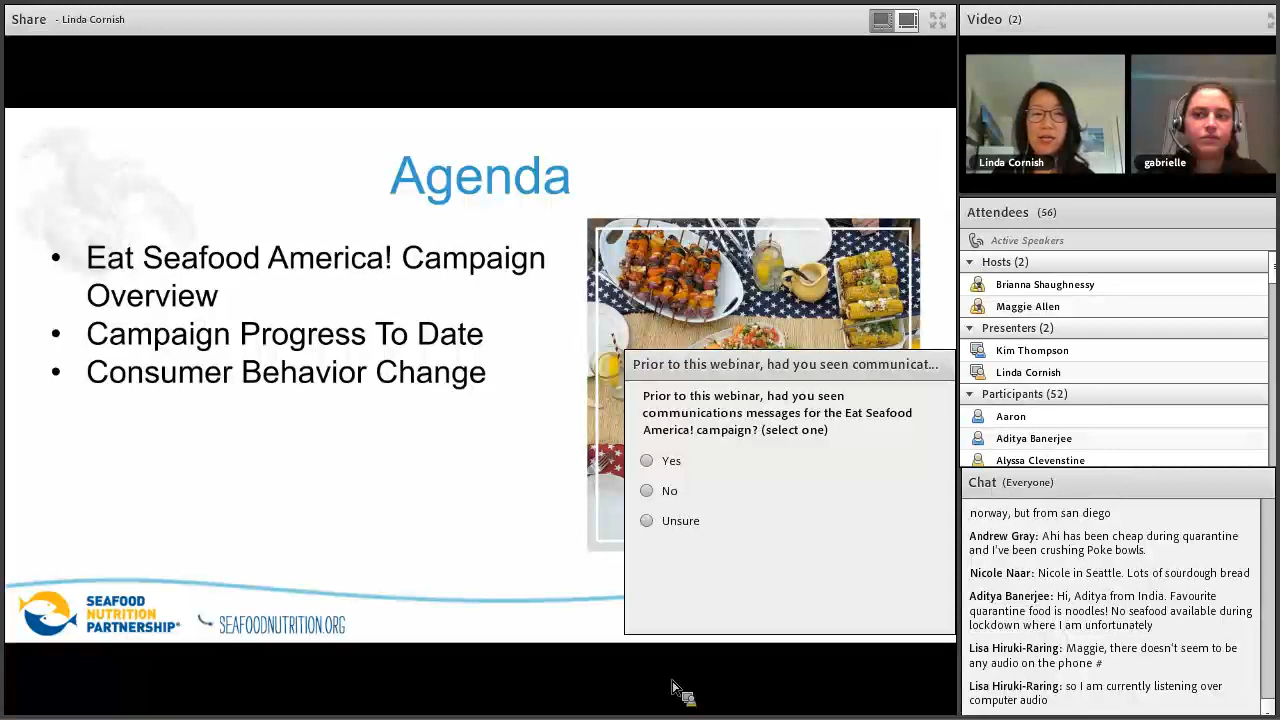 Share - Linda Cornish
Agenda
• Eat Seafood America! Campaign
Overview
• Campaign Progress To Date
• Consumer Behavior Change
SEAFOOD
NUTRITION
PARTNERSHIP®
SEAFOODNUTRITION.ORG
Prior to this webinar, had you seen communicat...
Prior to this webinar, had you seen
communications messages for the Eat Seafood
America! campaign? (select one)
Yes
No
Unsure
Video (2)
Linda Cornish
gabrielle
Attendees (56)
Active Speakers
Hosts (2)
Brianna Shaughnessy
Maggie Allen
Presenters (2)
Kim Thompson
Linda Cornish
Participants (52)
Aaron
Aditya Banerjee
Alyssa Clevenstine
Chat (Everyone)
norway, but from san diego
Andrew Gray: Ahi has been cheap during quarantine
and I've been crushing Poke bowls.
Nicole Naar: Nicole in Seattle. Lots of sourdough bread
Aditya Banerjee: Hi, Aditya from India. Favourite
quarantine food is noodles! No seafood available during
lockdown where I am unfortunately
Lisa Hiruki-Raring: Maggie, there doesn't seem to be
any audio on the phone #
Lisa Hiruki-Raring: so I am currently listening over
computer audio